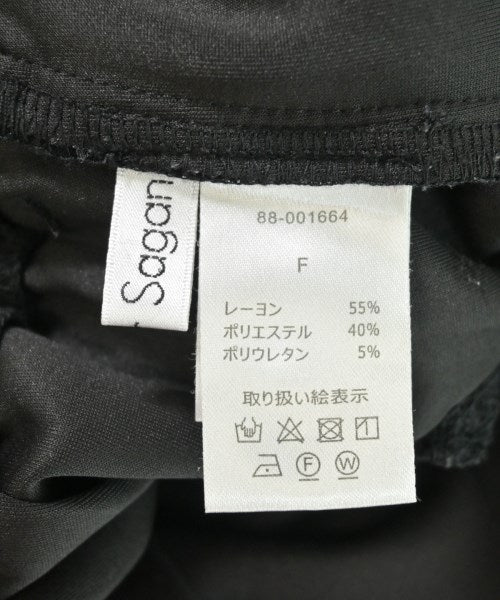 Sagan
88-001664
F
レーヨン 55%
ポリエステル 40%
ポリウレタン 5%
取り扱い絵表示
F W